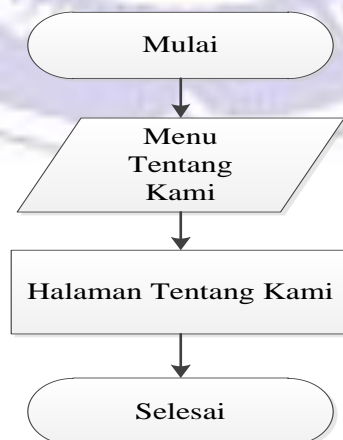 Mulai
Menu
Tentang
Kami
Halaman Tentang Kami
Selesai